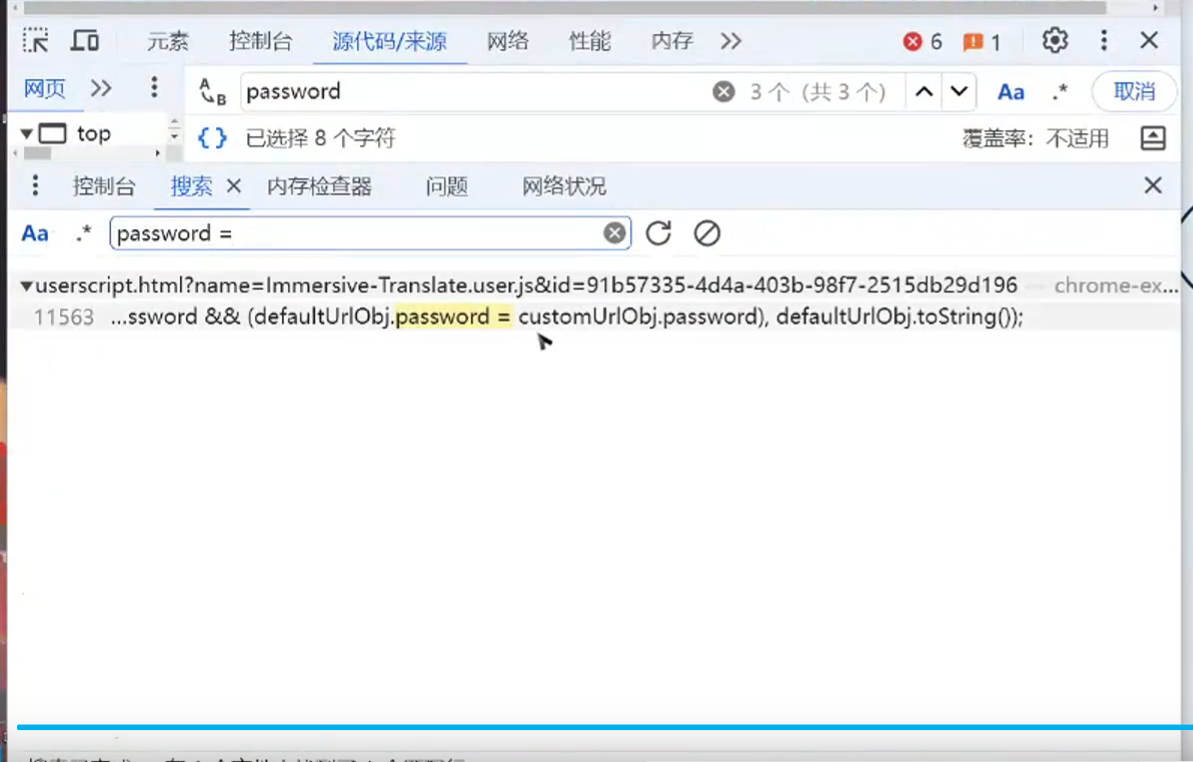 元素 控制台 源代码/来源 网络 性能 内存 >> 6 1
网页 >> password 3 个（共 3 个） Aa .* 取消
top {} 已选择 8 个字符 覆盖率：不适用
控制台 搜索 内存检查器 问题 网络状况
Aa .* password =
userscript.html?name=Immersive-Translate.user.js&id=91b57335-4d4a-403b-98f7-2515db29d196 — chrome-ex...
11563 ...ssword && (defaultUrlObj.password = customUrlObj.password), defaultUrlObj.toString());